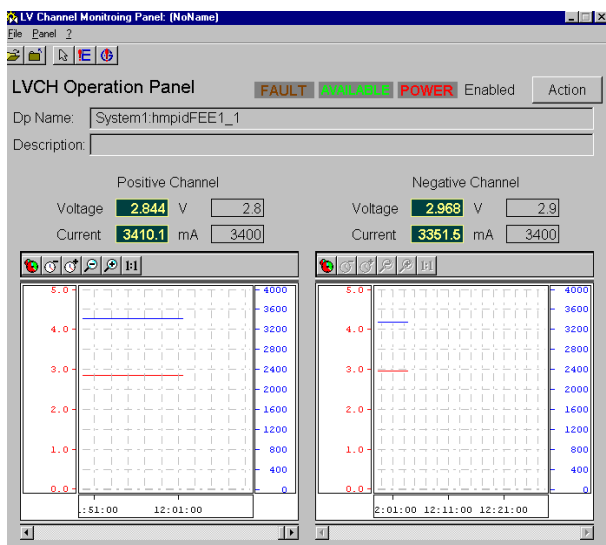 LV Channel Monitroing Panel: (NoName)
File Panel ?
LVCH Operation Panel FAULT AVAILABLE POWER Enabled Action
Dp Name: System1:hmpidFEE1_1
Description:
Positive Channel Negative Channel
Voltage 2.844 V 2.8 Voltage 2.968 V 2.9
Current 3410.1 mA 3400 Current 3351.5 mA 3400
1:1 1:1
5.0 4000 5.0 4000
3600 3600
4.0 3200 4.0 3200
2800 2800
3.0 2400 3.0 2400
2000 2000
2.0 1600 2.0 1600
1200 1200
1.0 800 1.0 800
400 400
0.0 0 0.0 0
:51:00 12:01:00 2:01:00 12:11:00 12:21:00